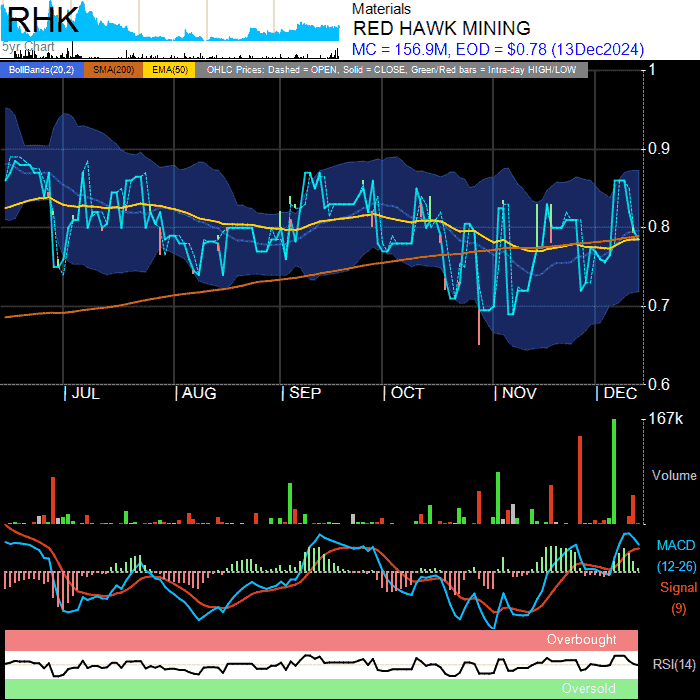 RHK
5yr Chart
Materials
RED HAWK MINING
MC = 156.9M, EOD = $0.78 (13Dec2024)
BollBands(20,2) SMA(200) EMA(50) OHLC Prices: Dashed = OPEN, Solid = CLOSE, Green/Red bars = Intra-day HIGH/LOW
1
0.9
0.8
0.7
0.6
JUL AUG SEP OCT NOV DEC
167k
Volume
MACD
(12-26)
Signal
(9)
Overbought
RSI(14)
Oversold